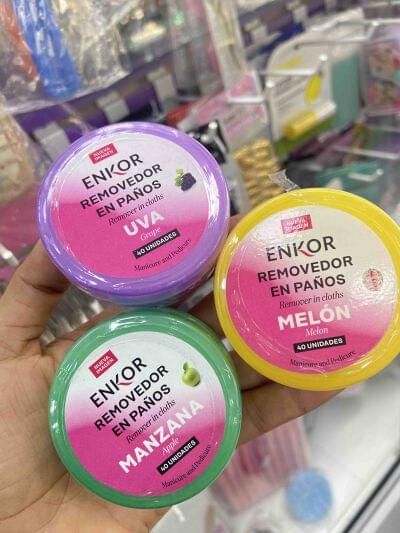 NUEVA
IMAGEN
ENKOR
REMOVEDOR
EN PAÑOS
Remover in cloths
UVA
Grape
40 UNIDADES
Manicure and Pedicure
NUEVA
IMAGEN
ENKOR
REMOVEDOR
EN PAÑOS
Remover in cloths
MELÓN
Melon
40 UNIDADES
Manicure and Pedicure
NUEVA
IMAGEN
ENKOR
REMOVEDOR
EN PAÑOS
Remover in cloths
MANZANA
Apple
40 UNIDADES
Manicure and Pedicure